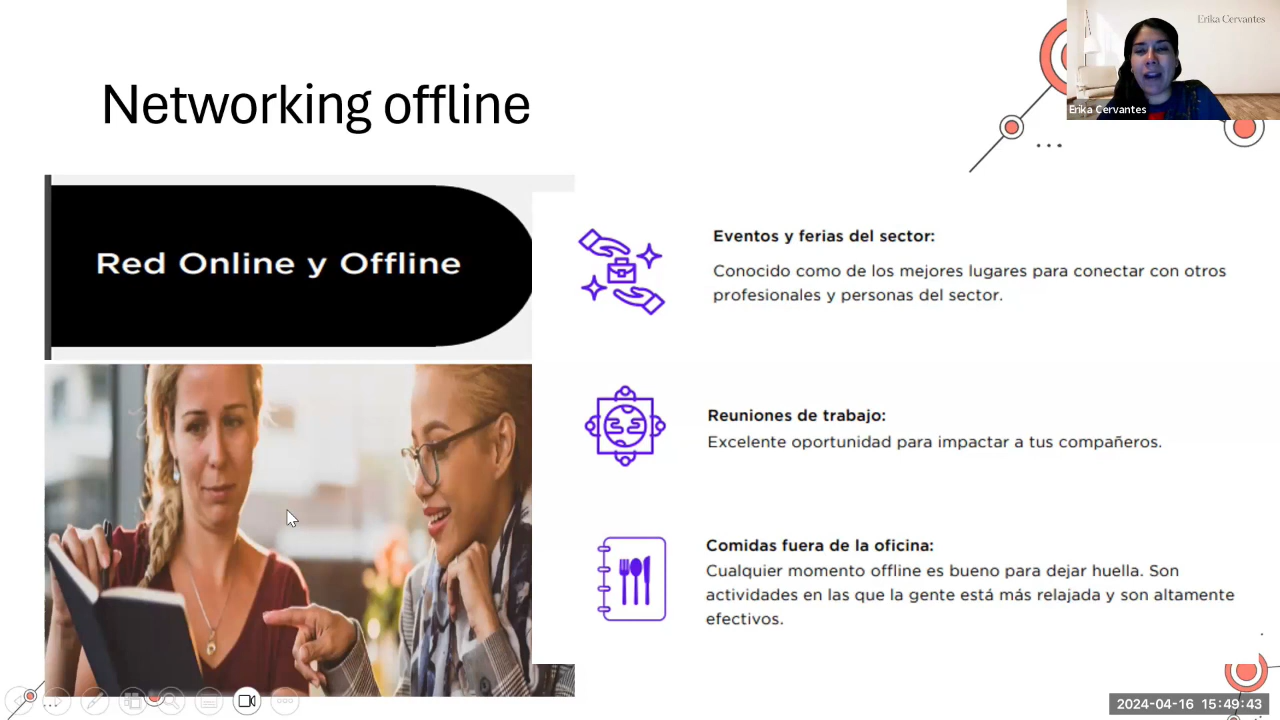 Erika Cervantes
Erika Cervantes
Networking offline
Red Online y Offline
Eventos y ferias del sector:
Conocido como de los mejores lugares para conectar con otros
profesionales y personas del sector.
Reuniones de trabajo:
Excelente oportunidad para impactar a tus compañeros.
Comidas fuera de la oficina:
Cualquier momento offline es bueno para dejar huella. Son
actividades en las que la gente está más relajada y son altamente
efectivos.
2024-04-16 15:49:43